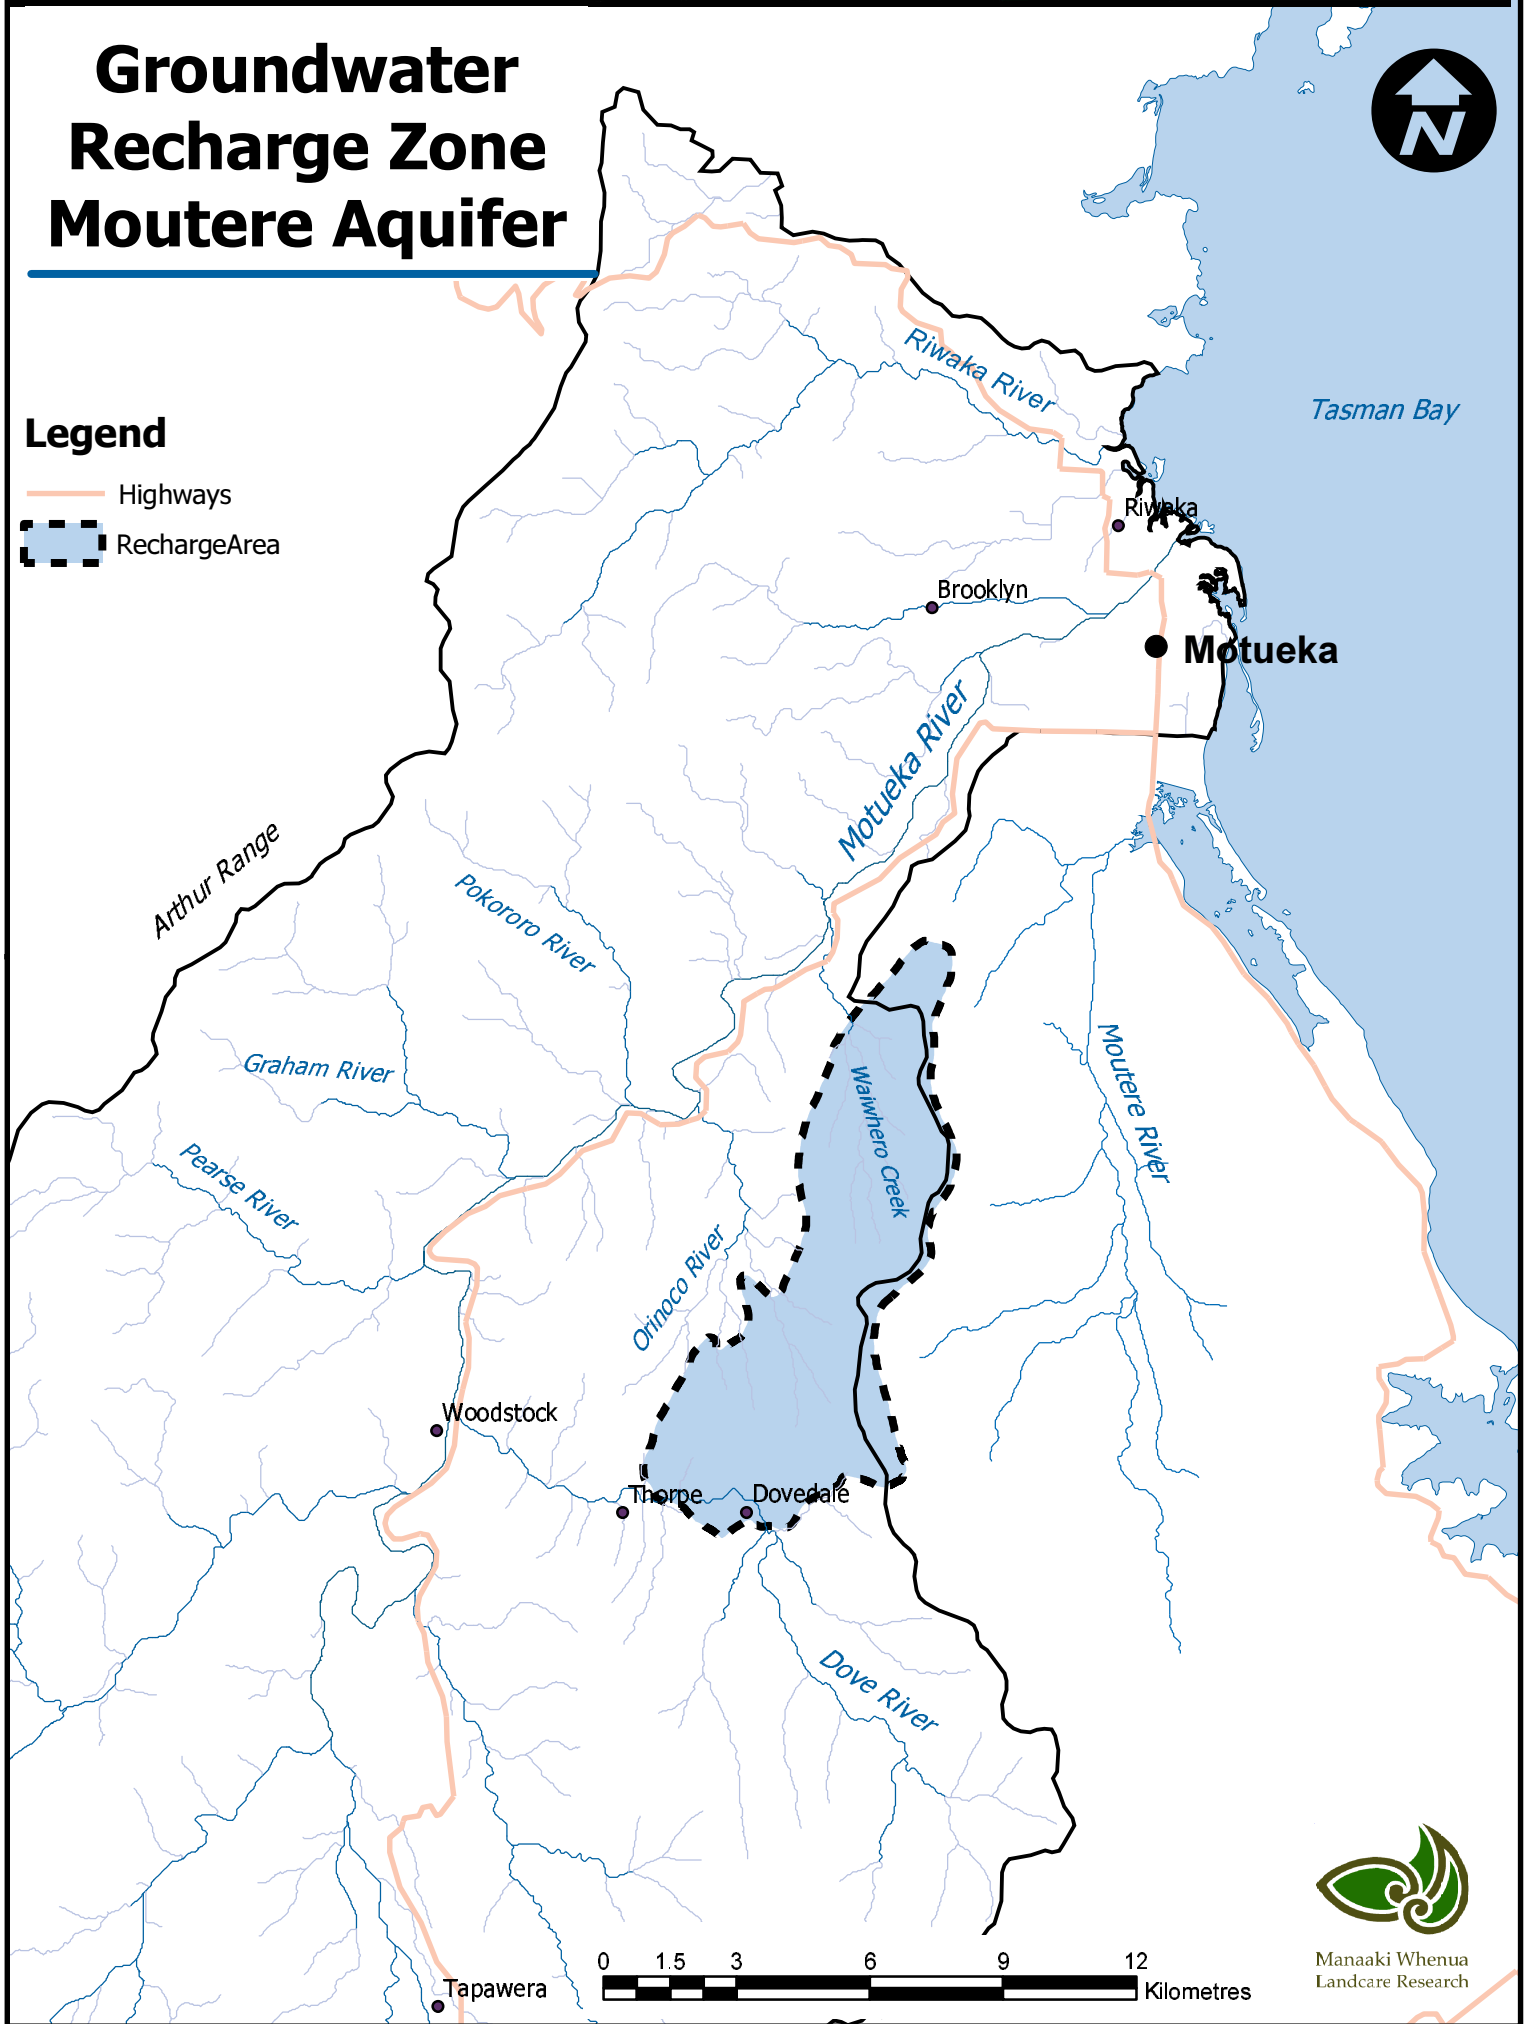 Groundwater
Recharge Zone
Moutere Aquifer
N
Legend
Highways
RechargeArea
Tasman Bay
Riwaka River
Riwaka
Brooklyn
Motueka
Motueka River
Arthur Range
Pokororo River
Graham River
Moutere River
Waiwhero Creek
Pearse River
Orinoco River
Woodstock
Thorpe
Dovedale
Dove River
Tapawera
0 1.5 3 6 9 12
Kilometres
Manaaki Whenua
Landcare Research